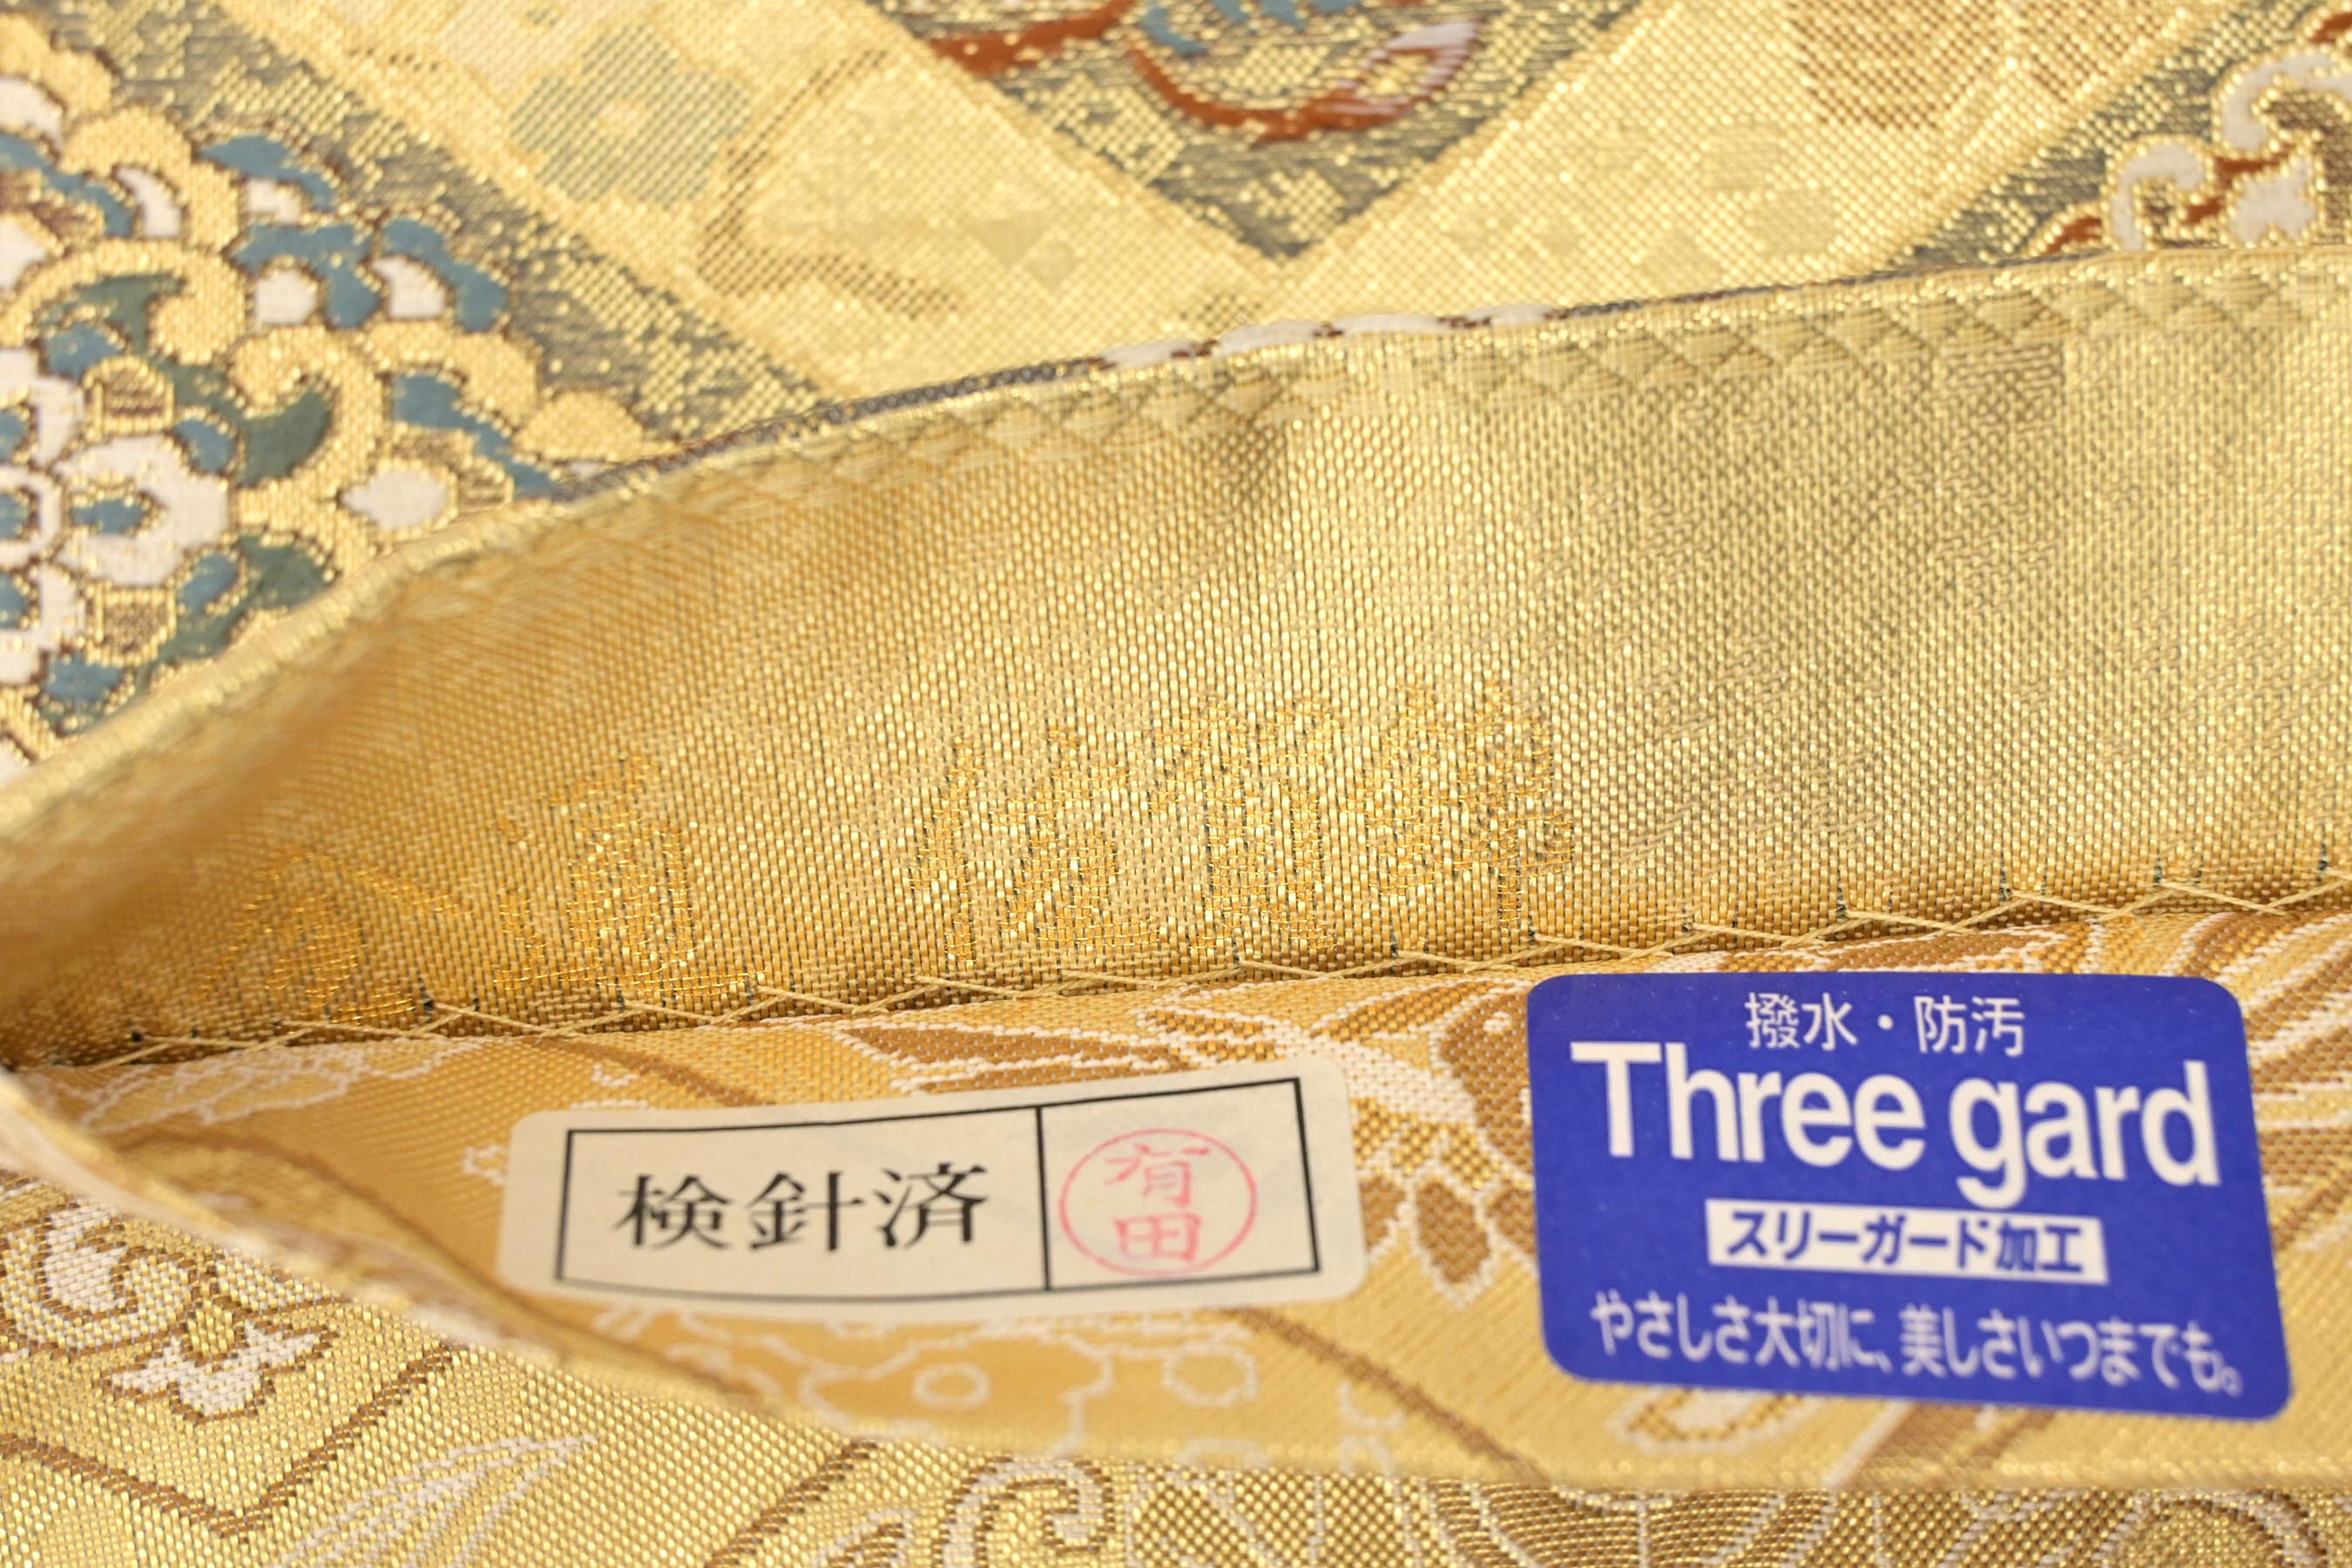 検針済
有田
撥水・防汚
Three gard
スリーガード加工
やさしさ大切に、美しさいつまでも。